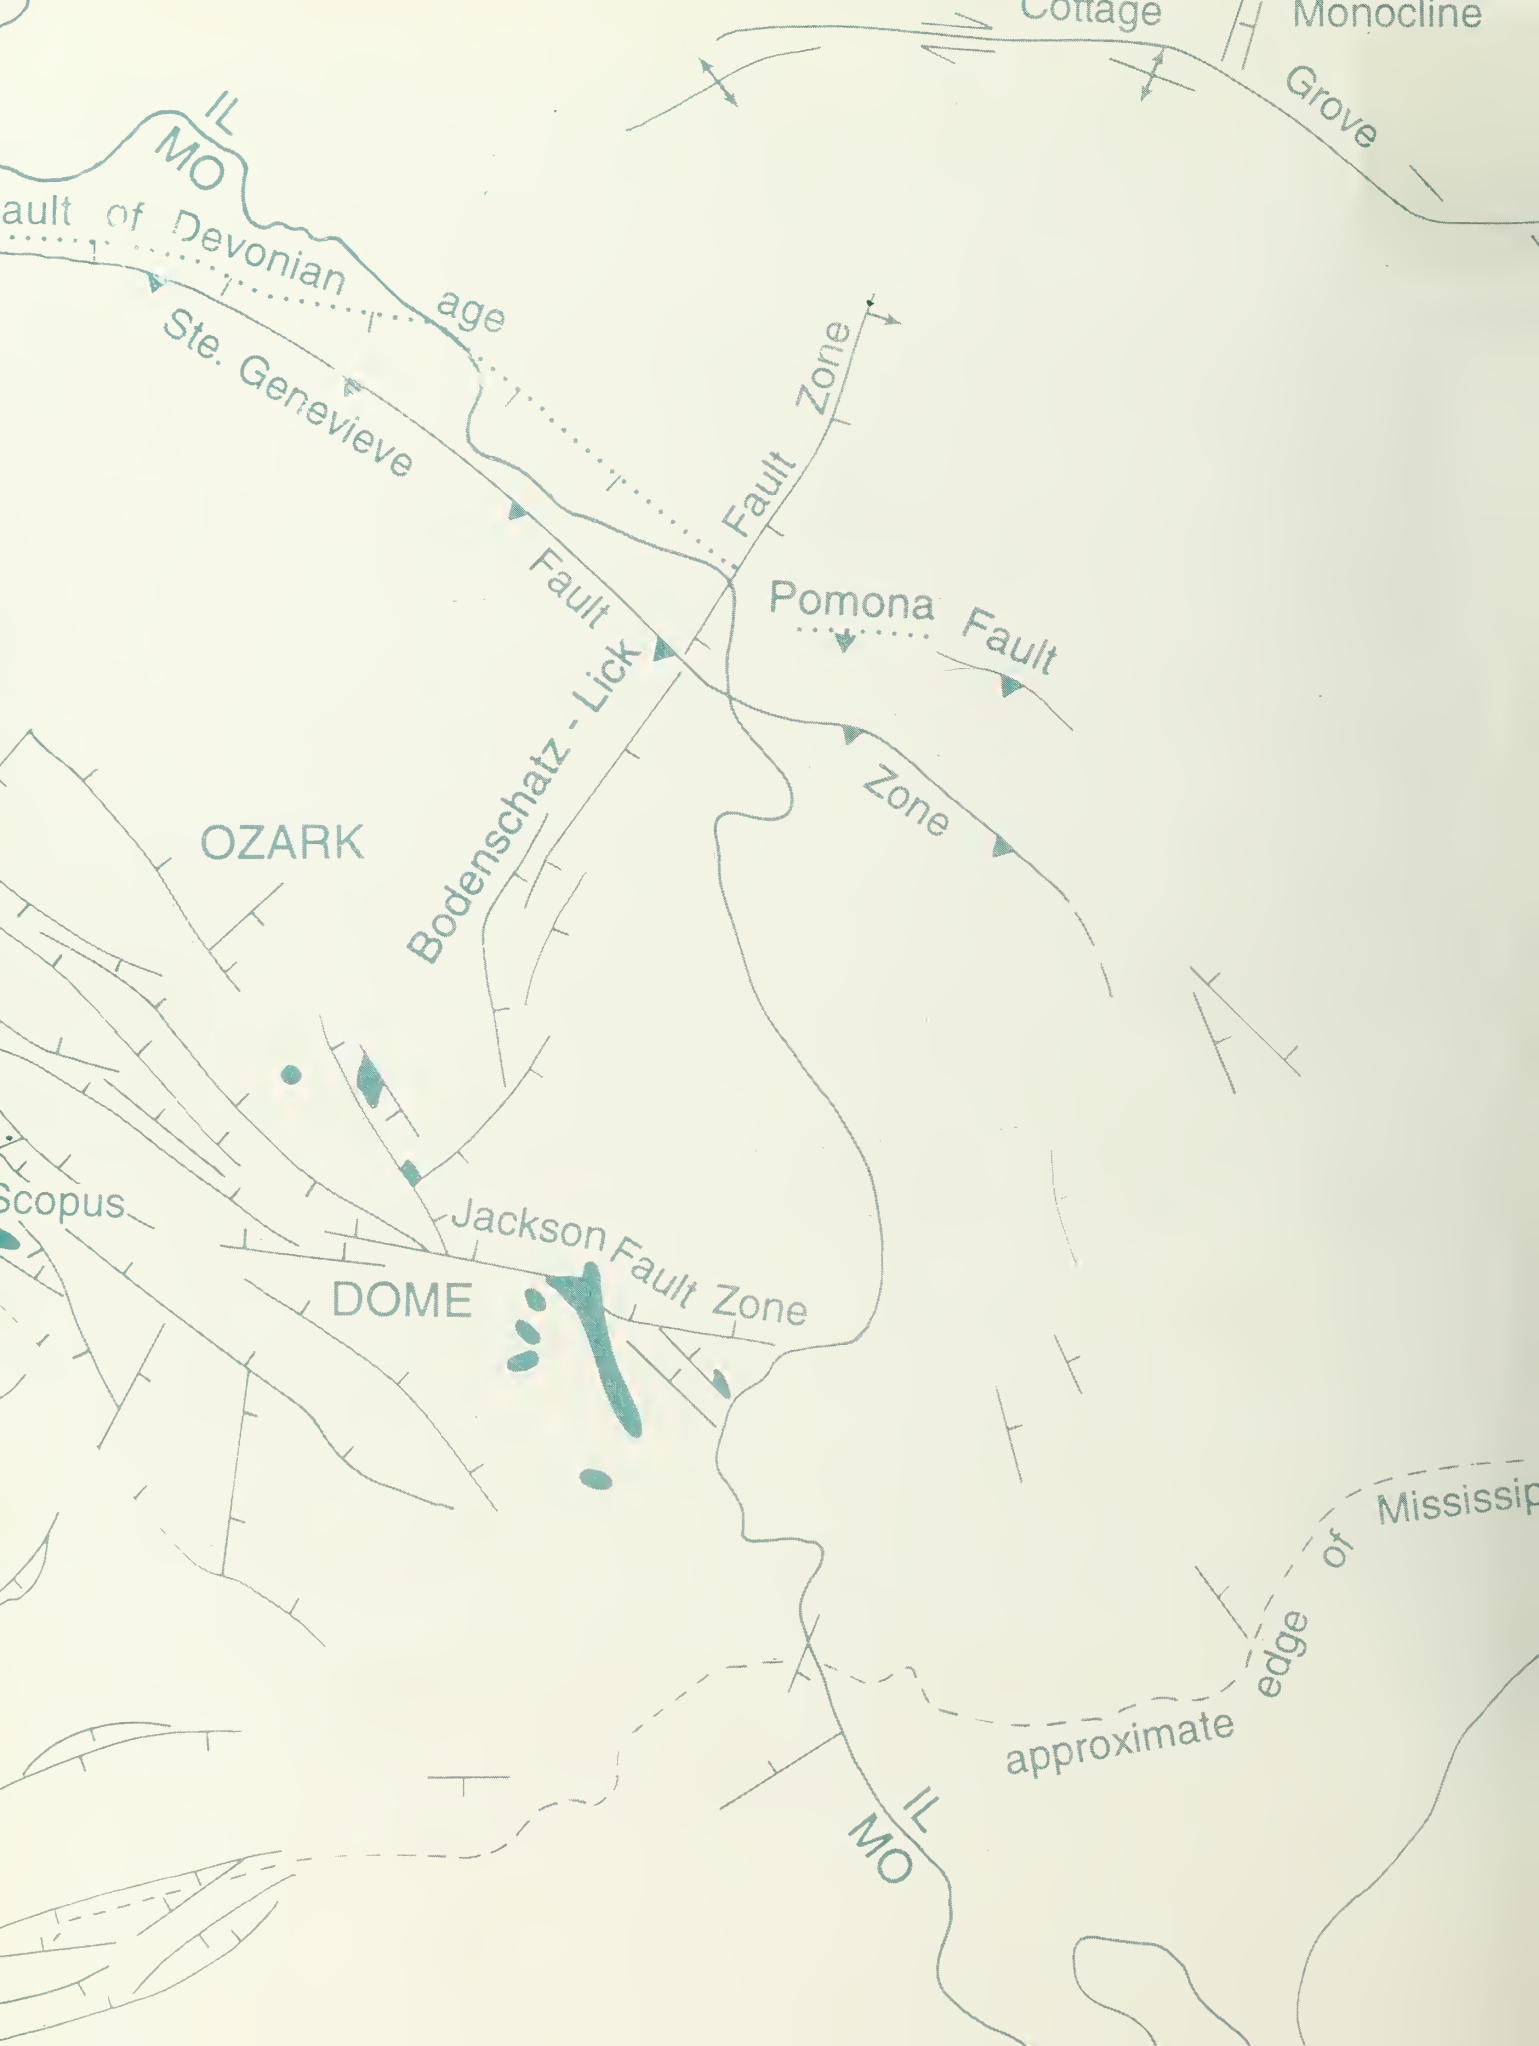 Cottage
Monocline
Grove
IL
MO
ault of Devonian age
Ste. Genevieve
Fault
Zone
Bodenschatz - Lick
Fault Zone
Pomona Fault
OZARK
Scopus
Jackson Fault Zone
DOME
approximate
edge of Mississip
IL
MO